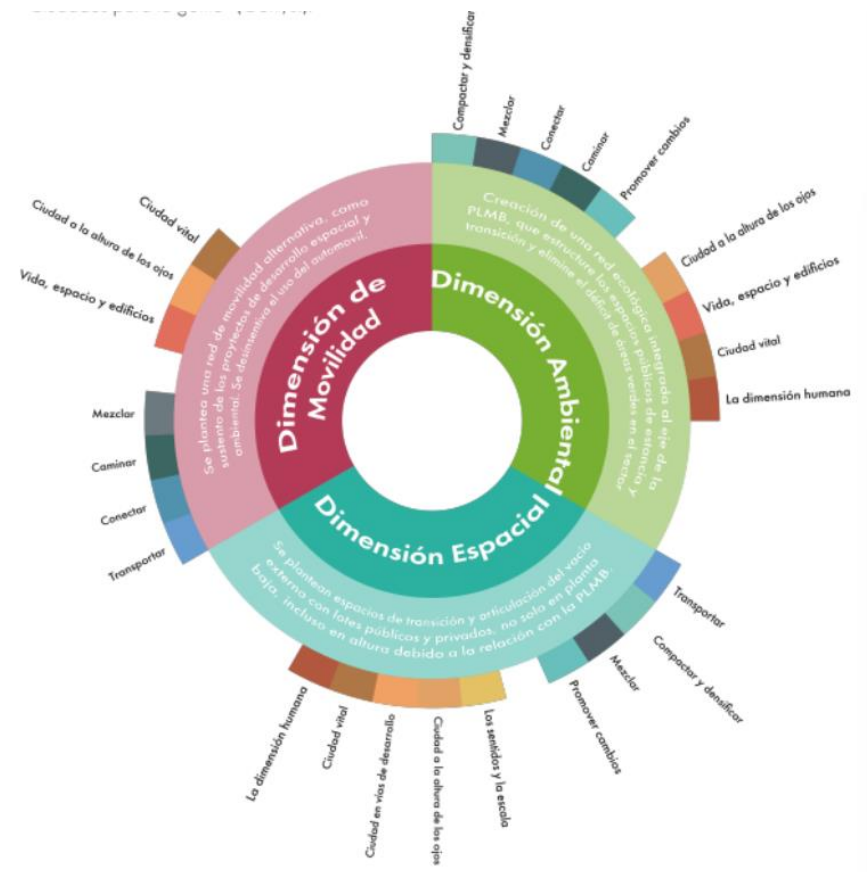 Compactar y densificar
Mezclar
Conectar
Caminar
Promover cambios
Ciudad a la altura de los ojos
Vida, espacio y edificios
Ciudad vital
La dimensión humana
Creación de una red ecológica integrada al eje de la
PLMB, que estructure los espacios públicos de estancia y
transición y elimine el déficit de áreas verdes en el sector
Dimensión Ambiental
Transportar
Compactar y densificar
Mezclar
Promover cambios
Dimensión Espacial
Se plantean espacios de transición y articulación del vacío
externo con lotes públicos y privados, no solo en planta
baja, incluso en altura debido a la relación con la PLMB.
Los sentidos y la escala
Ciudad a la altura de los ojos
Ciudad en vías de desarrollo
Ciudad vital
La dimensión humana
Transportar
Conectar
Caminar
Mezclar
Dimensión de
Movilidad
Se plantea una red de movilidad alternativa, como
sustento de los proyectos de desarrollo espacial y
ambiental. Se desincentiva el uso del automovil.
Vida, espacio y edificios
Ciudad a la altura de los ojos
Ciudad vital